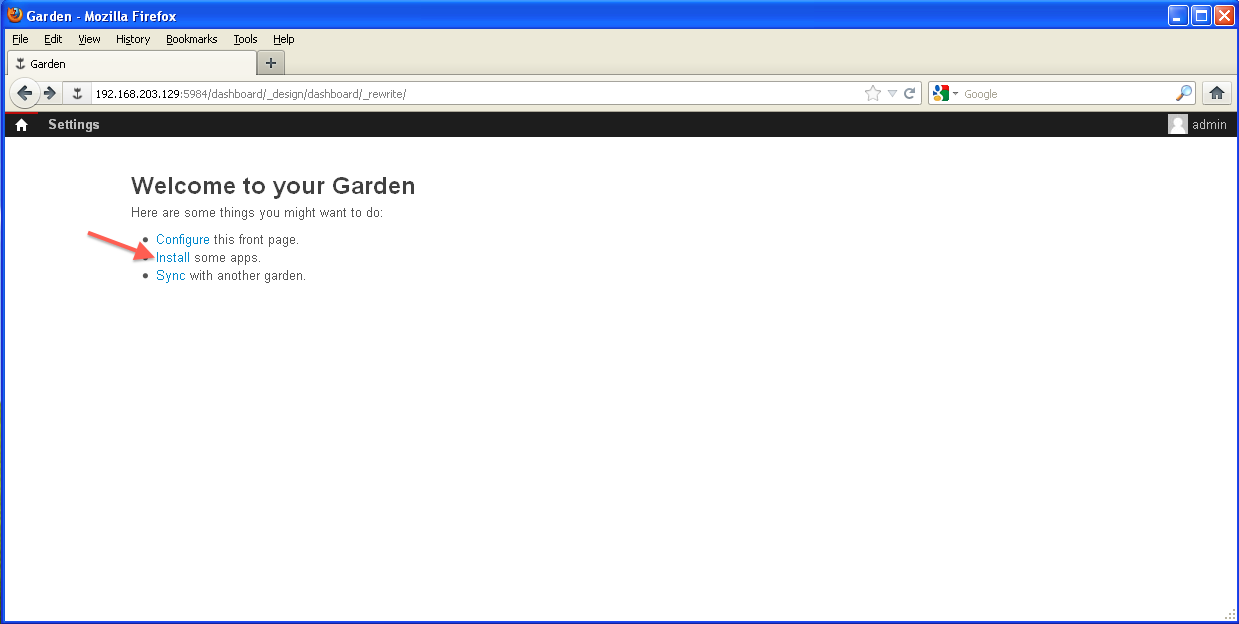 Garden - Mozilla Firefox
File Edit View History Bookmarks Tools Help
Garden
192.168.203.129:5984/dashboard/_design/dashboard/_rewrite/ Google
Settings admin
Welcome to your Garden
Here are some things you might want to do:
Configure this front page.
Install some apps.
Sync with another garden.